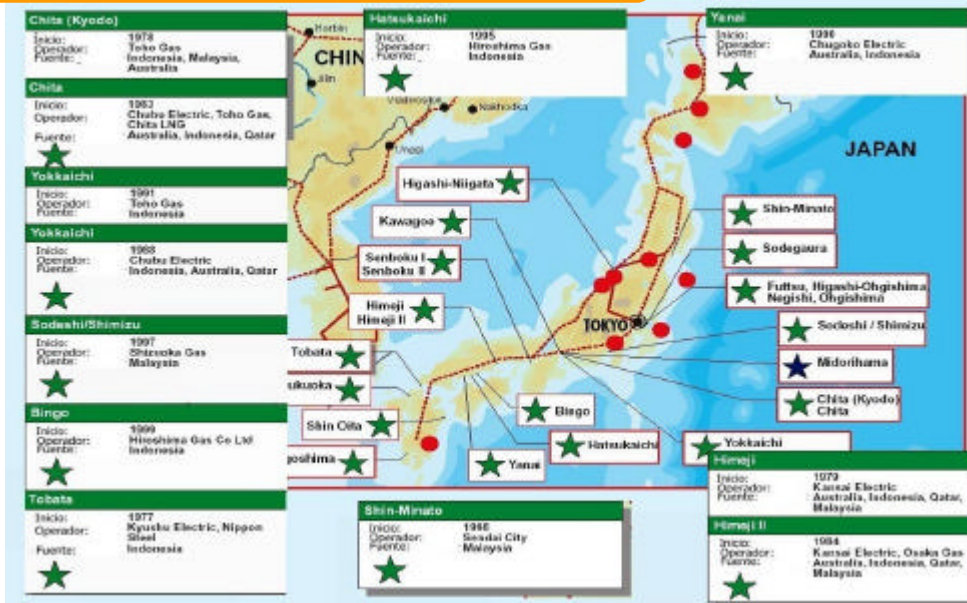 Chita (Kyodo)
Inicio: 1978
Operador: Toho Gas
Fuente: Indonesia, Malaysia,
Australia
Chita
Inicio: 1983
Operador: Chubu Electric, Toho Gas,
Chita LNG
Fuente: Australia, Indonesia, Qatar
Yokkaichi
Inicio: 1991
Operador: Toho Gas
Fuente: Indonesia
Yokkaichi
Inicio: 1988
Operador: Chubu Electric
Fuente: Indonesia, Australia, Qatar
Sodeshi/Shimizu
Inicio: 1997
Operador: Shizuoka Gas
Fuente: Malaysia
Bingo
Inicio: 1999
Operador: Hiroshima Gas Co Ltd
Fuente: Indonesia
Tobata
Inicio: 1977
Operador: Kyushu Electric, Nippon
Steel
Fuente: Indonesia
Hatsukaichi
Inicio: 1995
Operador: Hiroshima Gas
Fuente: Indonesia
Yanai
Inicio: 1990
Operador: Chugoko Electric
Fuente: Australia, Indonesia
CHIN
Harbin
Jilin
Nakhodka
Unggi
JAPAN
Higashi-Niigata
Kawagoe
Senboku I
Senboku II
Himeji
Himeji II
Tobata
ukuoka
Shin Oita
goshima
Yanai
Bingo
Hatsukaichi
Yokkaichi
TOKYO
Shin-Minato
Sodegaura
Futtsu, Higashi-Ohgishima,
Negishi, Ohgishima
Sodoshi / Shimizu
Midorihama
Chita (Kyodo)
Chita
Shin-Minato
Inicio:
Operador: Sendai City
Fuente: Malaysia
Himeji
Inicio: 1979
Operador: Kansai Electric
Fuente: Australia, Indonesia, Qatar,
Malaysia
Himeji II
Inicio: 1984
Operador: Kansai Electric, Osaka Gas
Fuente: Australia, Indonesia, Qatar,
Malaysia